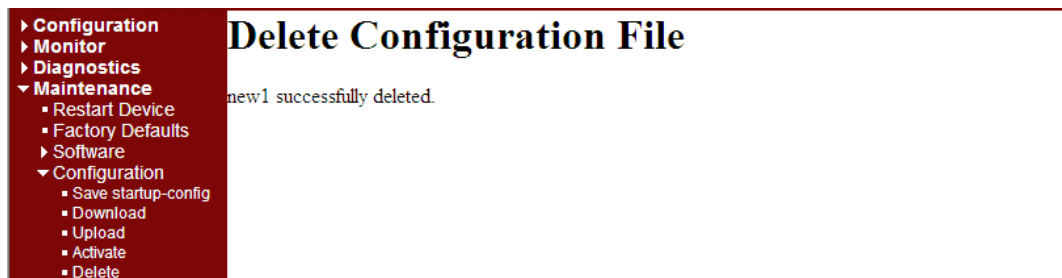 Configuration
Monitor
Diagnostics
Maintenance
Restart Device
Factory Defaults
Software
Configuration
Save startup-config
Download
Upload
Activate
Delete
Delete Configuration File
new1 successfully deleted.